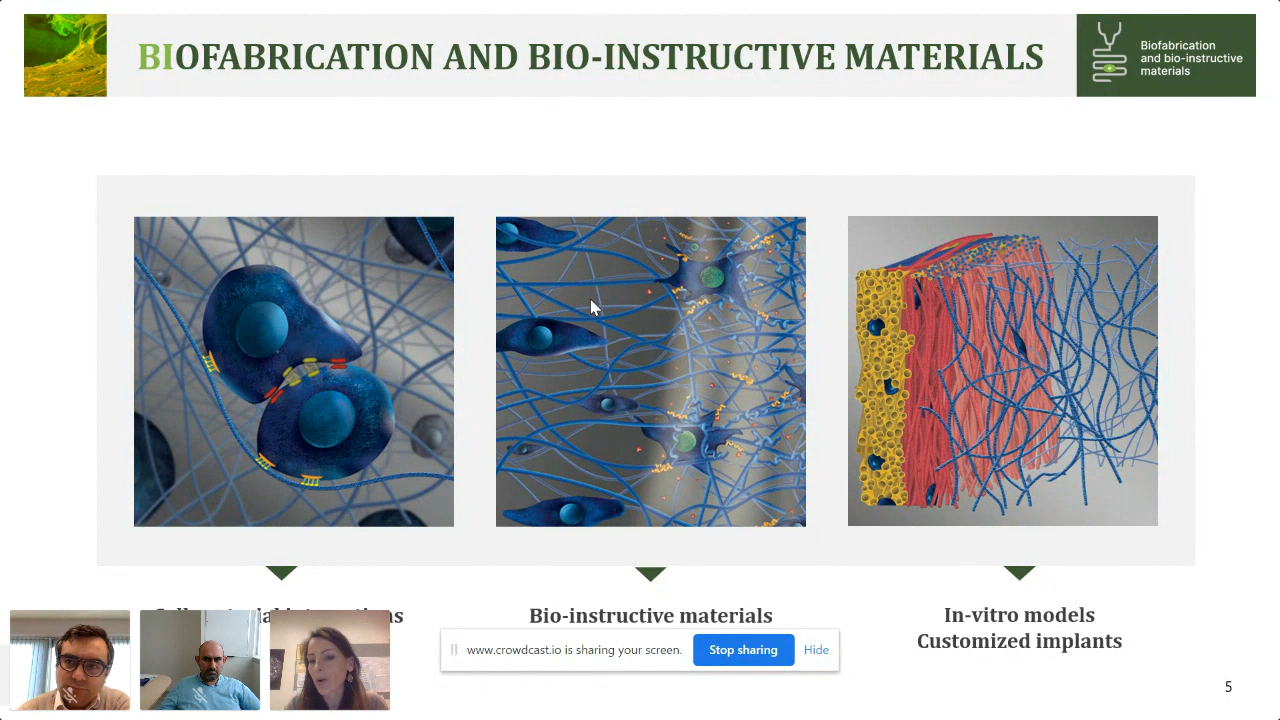 BIOFABRICATION AND BIO-INSTRUCTIVE MATERIALS
Biofabrication
and bio-instructive
materials
Bio-instructive materials
In-vitro models
Customized implants
www.crowdcast.io is sharing your screen.
Stop sharing
Hide
5